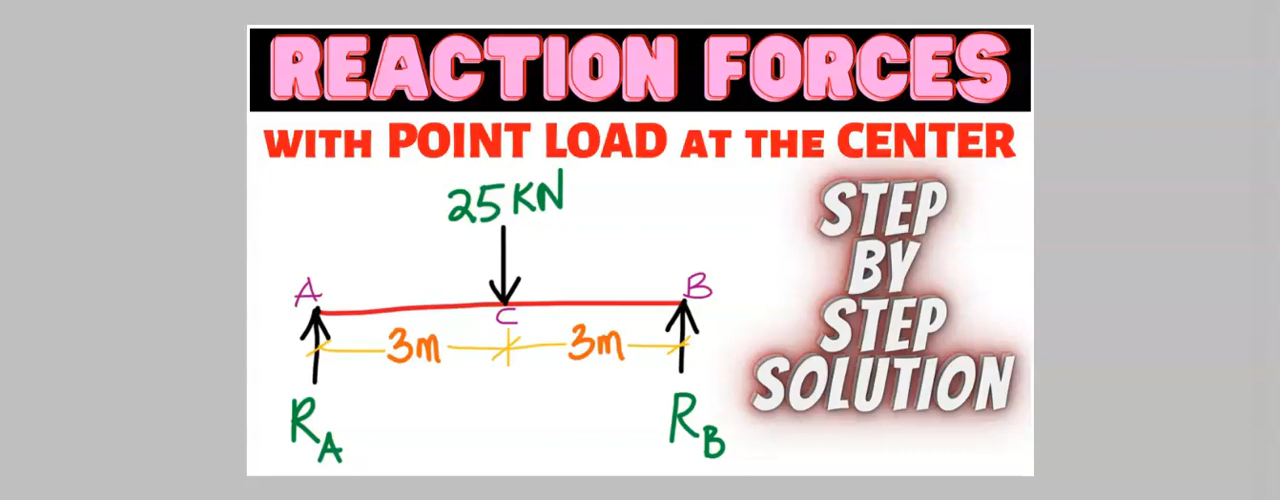 REACTION FORCES
WITH POINT LOAD AT THE CENTER
STEP
BY
STEP
SOLUTION
25 KN
A
B
C
3m
3m
RA
RB